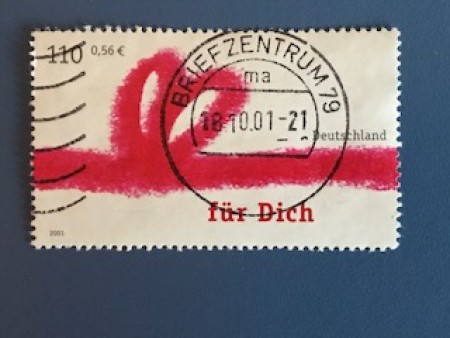 110 0,56 €
BRIEFZENTRUM 79
ma
18.10.01-21
Deutschland
für Dich
2001